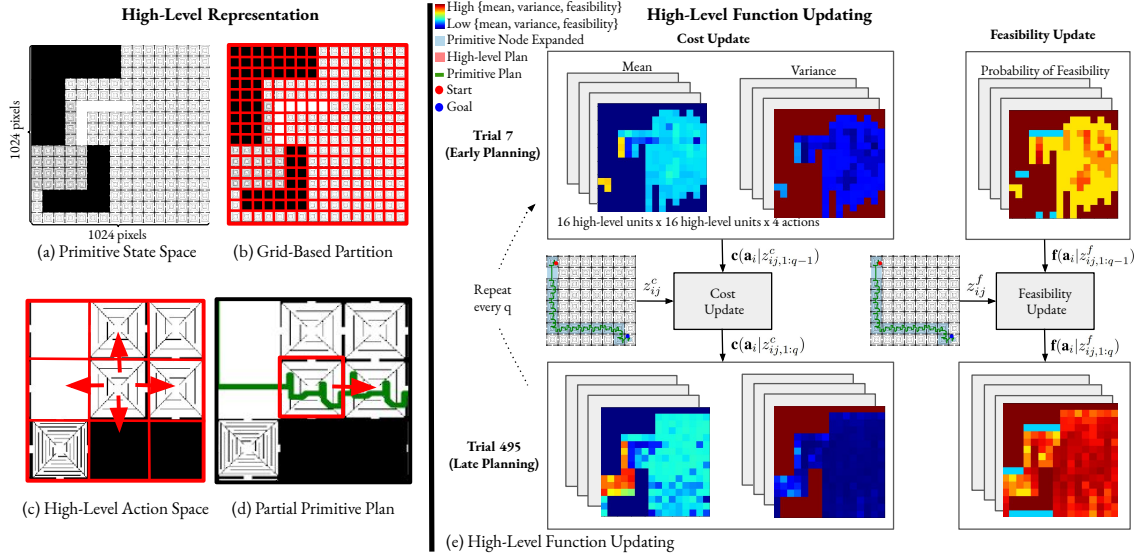 High-Level Representation
1024 pixels
1024 pixels
(a) Primitive State Space
(b) Grid-Based Partition
(c) High-Level Action Space
(d) Partial Primitive Plan
High {mean, variance, feasibility}
Low {mean, variance, feasibility}
Primitive Node Expanded
High-level Plan
Primitive Plan
Start
Goal
High-Level Function Updating
Cost Update
Feasibility Update
Mean
Variance
Probability of Feasibility
Trial 7
(Early Planning)
16 high-level units x 16 high-level units x 4 actions
c(a_i|z^c_{ij,1:q−1})
f(a_i|z^f_{ij,1:q−1})
Repeat
every q
z^c_{ij}
Cost
Update
z^f_{ij}
Feasibility
Update
c(a_i|z^c_{ij,1:q})
f(a_i|z^f_{ij,1:q})
Trial 495
(Late Planning)
(e) High-Level Function Updating